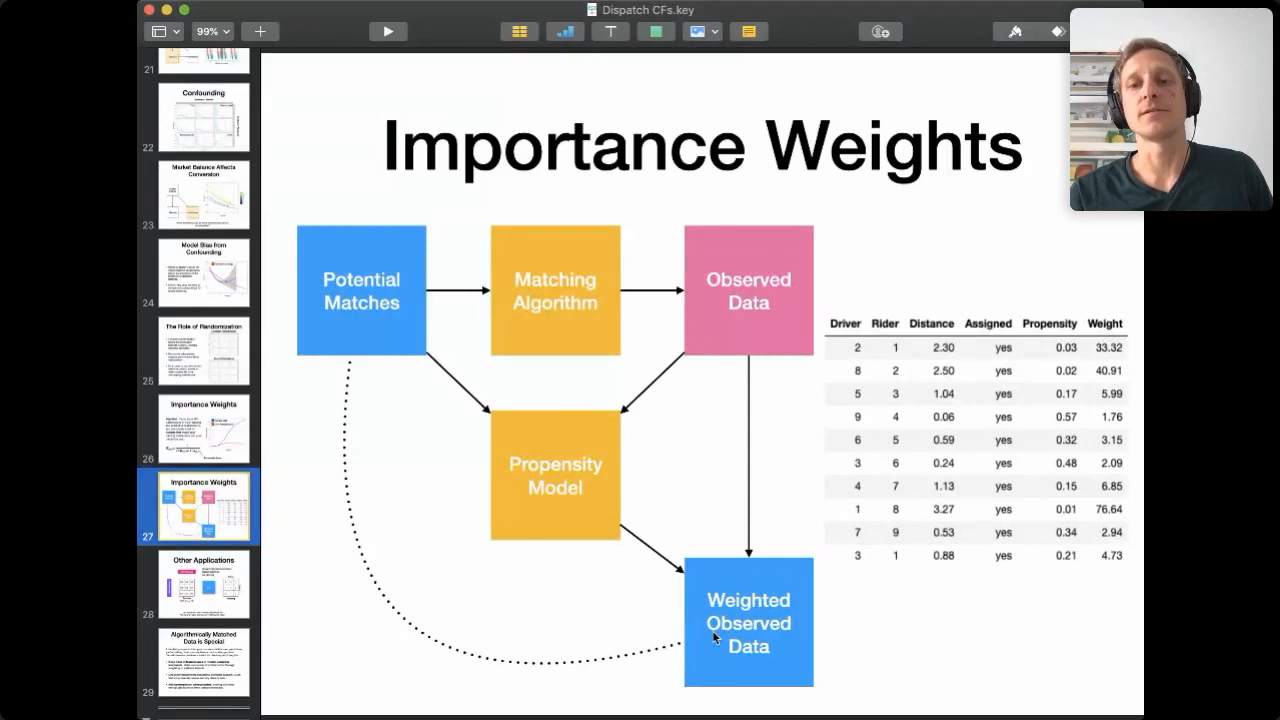 Dispatch CFs.key
99%
21
Confounding
22
Market Balance Affects
Conversion
23
Model Bias from
Confounding
24
The Role of Randomization
25
Importance Weights
26
Importance Weights
27
Other Applications
28
Algorithmically Matched
Data is Special
29
Importance Weights
Potential
Matches
Matching
Algorithm
Observed
Data
Propensity
Model
Weighted
Observed
Data
Driver Rider Distance Assigned Propensity Weight
2 1 2.30 yes 0.03 33.32
8 2 2.50 yes 0.02 40.91
5 3 1.04 yes 0.17 5.99
9 4 0.06 yes 0.57 1.76
6 5 0.59 yes 0.32 3.15
3 6 0.24 yes 0.48 2.09
4 7 1.13 yes 0.15 6.85
1 8 3.27 yes 0.01 76.64
7 9 0.53 yes 0.34 2.94
3 1 0.88 yes 0.21 4.73